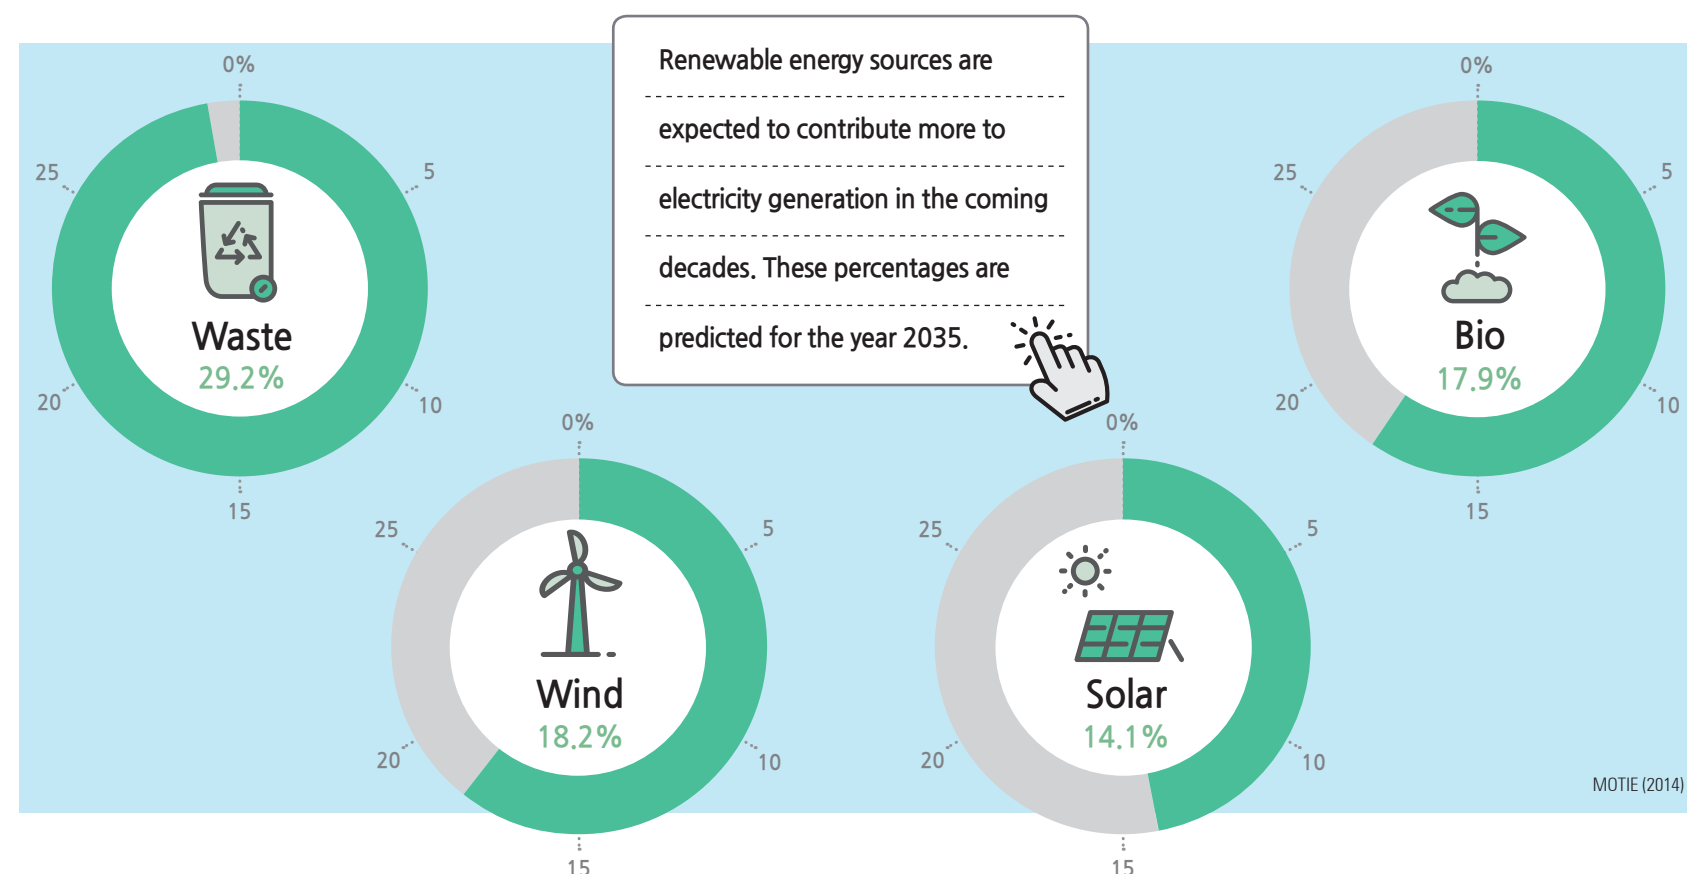 Renewable energy sources are
expected to contribute more to
electricity generation in the coming
decades. These percentages are
predicted for the year 2035.
0%
5
10
15
20
25
Waste
29.2%
0%
5
10
15
20
25
Wind
18.2%
0%
5
10
15
20
25
Solar
14.1%
0%
5
10
15
20
25
Bio
17.9%
MOTIE (2014)